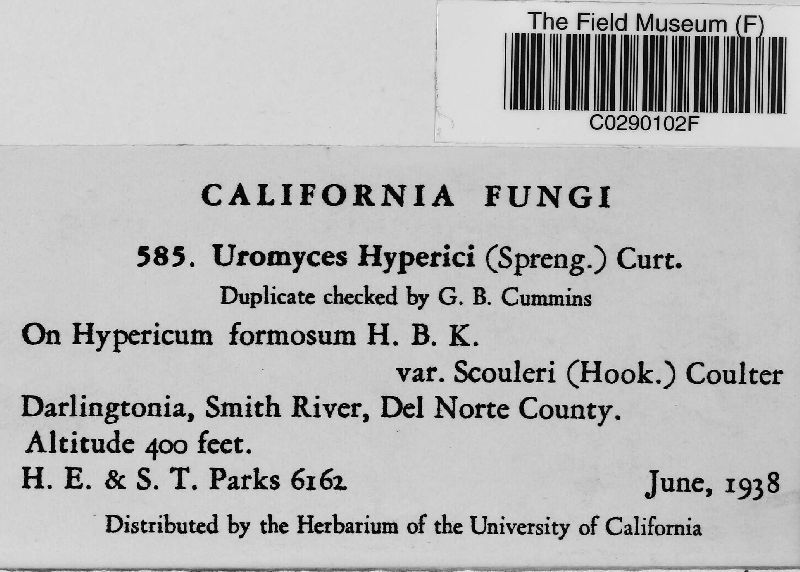 The Field Museum (F)
C0290102F
CALIFORNIA FUNGI
585. Uromyces Hyperici (Spreng.) Curt.
Duplicate checked by G. B. Cummins
On Hypericum formosum H. B. K.
var. Scouleri (Hook.) Coulter
Darlingtonia, Smith River, Del Norte County.
Altitude 400 feet.
H. E. & S. T. Parks 6162 June, 1938
Distributed by the Herbarium of the University of California